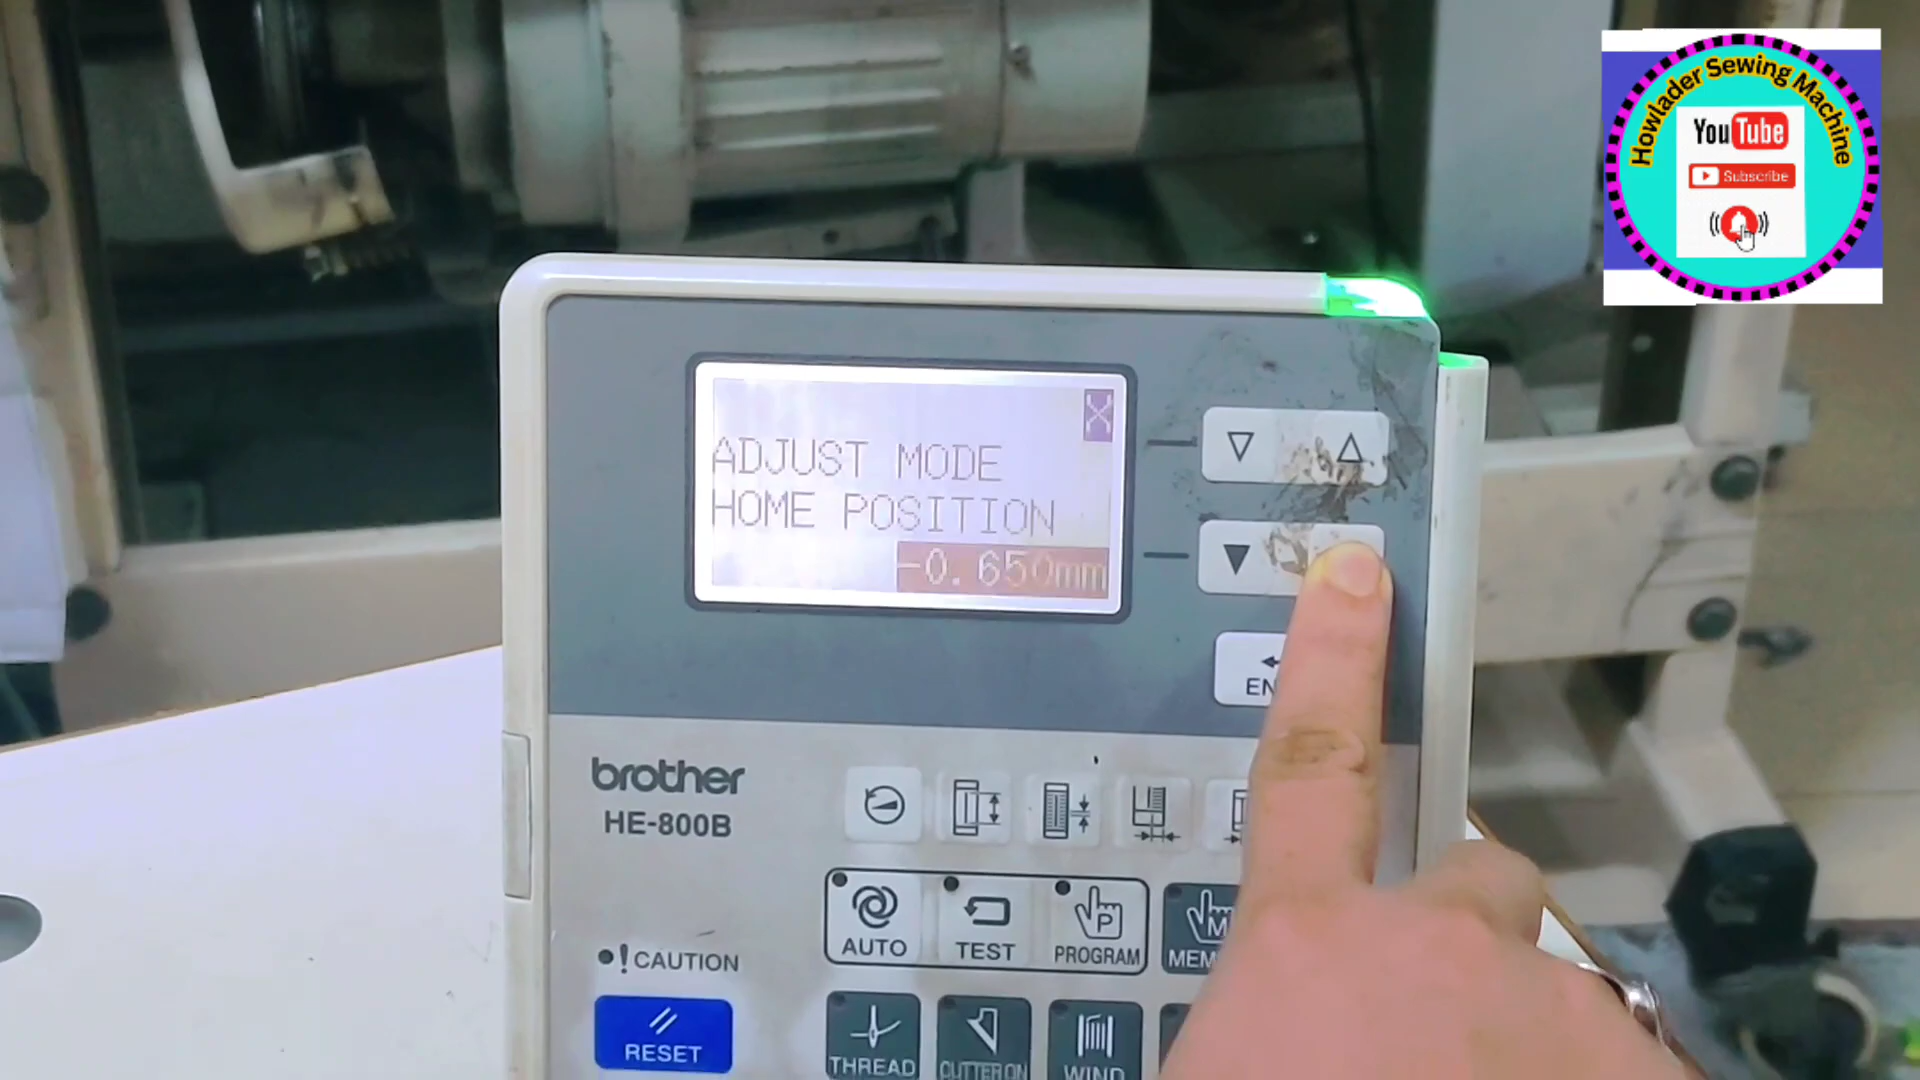 Howlader Sewing Machine
YouTube
Subscribe
X
ADJUST MODE
HOME POSITION
-0.650mm
brother
HE-800B
AUTO
TEST
P
PROGRAM
M
!CAUTION
RESET
THREAD
CUTTER ON
WIND